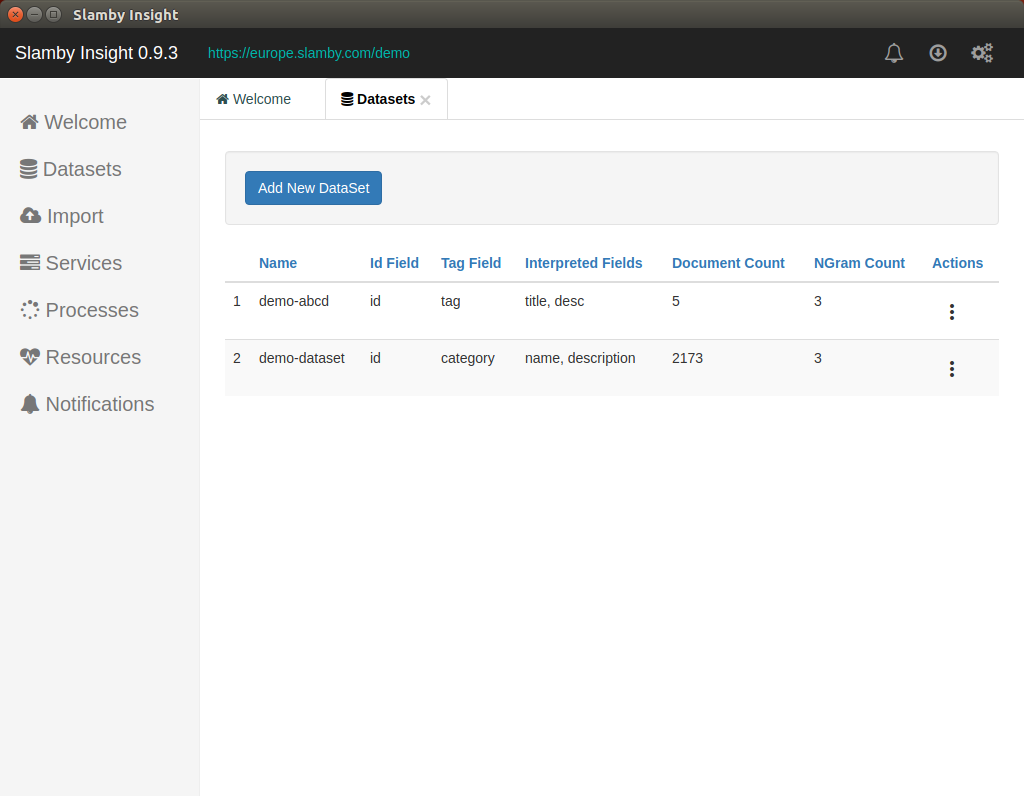 Slamby Insight
Slamby Insight 0.9.3 https://europe.slamby.com/demo
Welcome Datasets
Welcome
Datasets
Import
Services
Processes
Resources
Notifications
Add New DataSet
Name Id Field Tag Field Interpreted Fields Document Count NGram Count Actions
1 demo-abcd id tag title, desc 5 3
2 demo-dataset id category name, description 2173 3